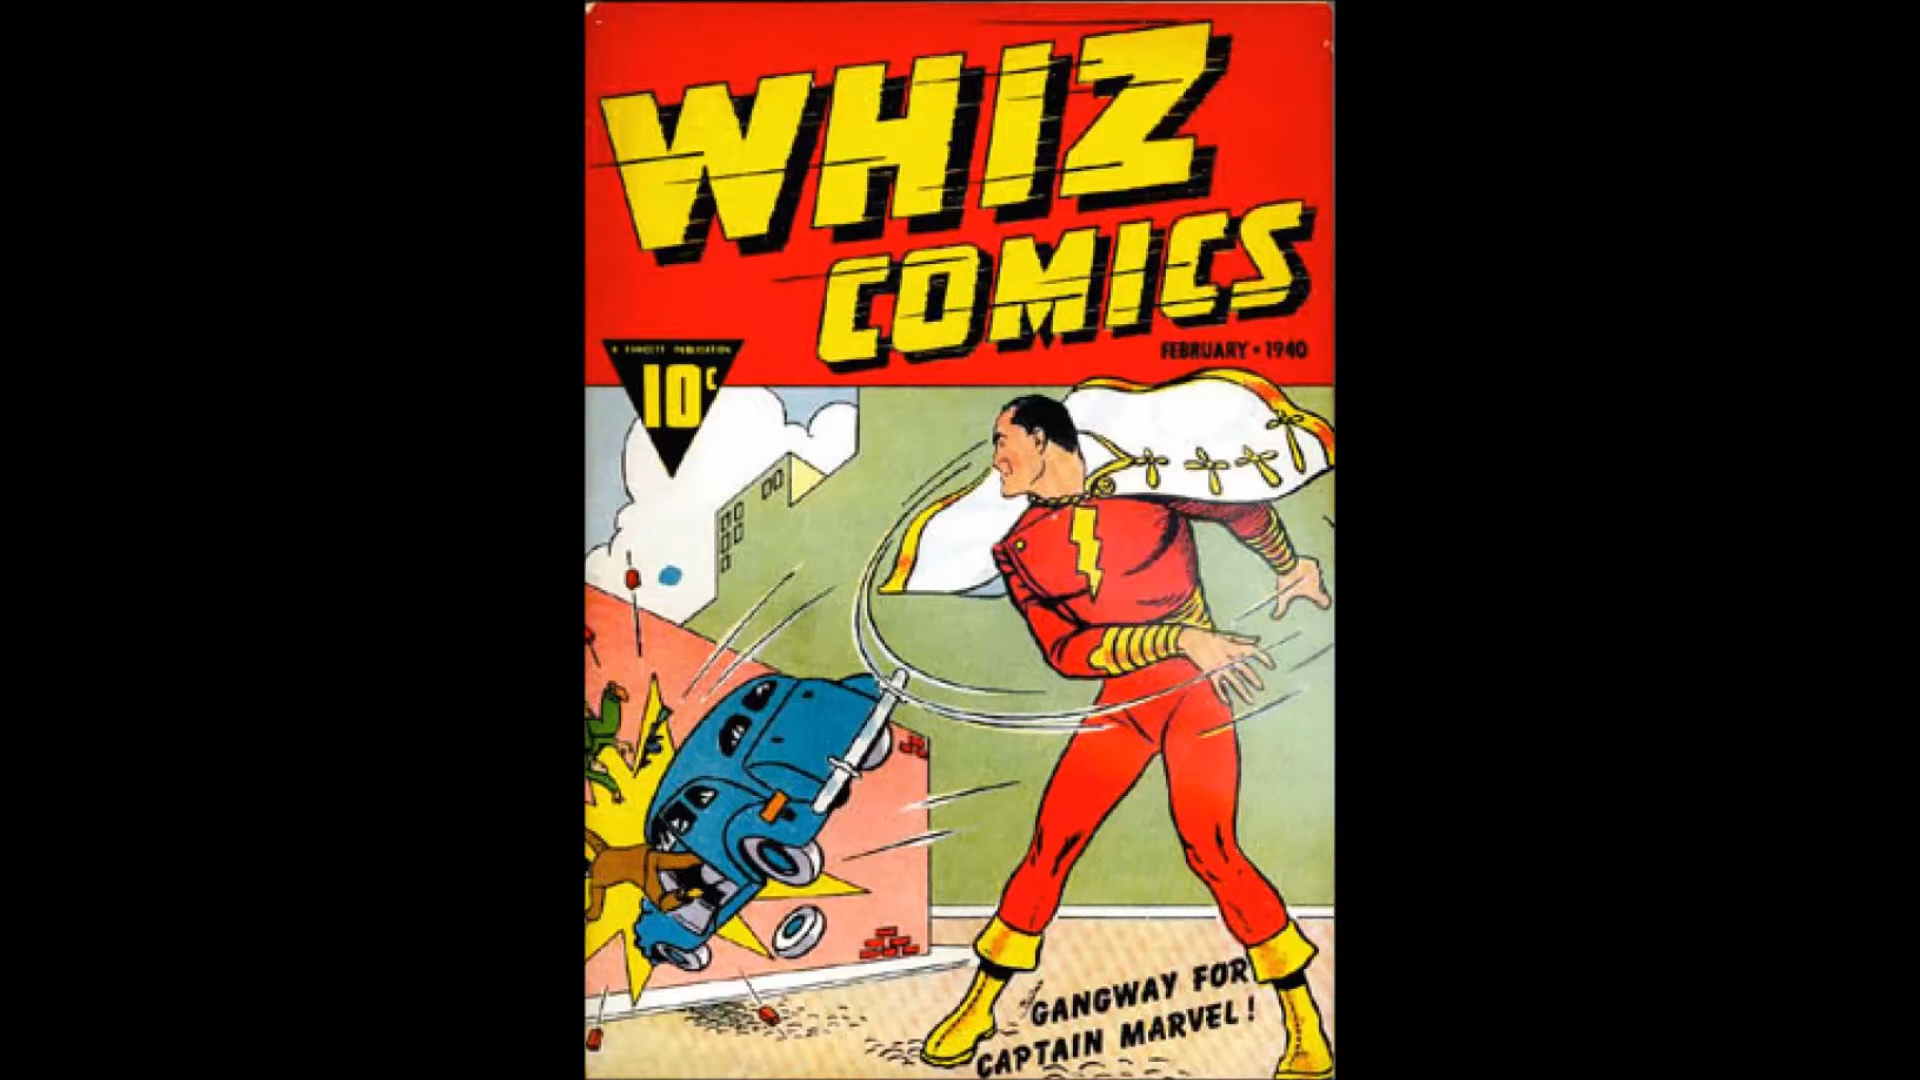 WHIZ
COMICS
FEBRUARY • 1940
A FAWCETT PUBLICATION
10¢
GANGWAY FOR
CAPTAIN MARVEL!